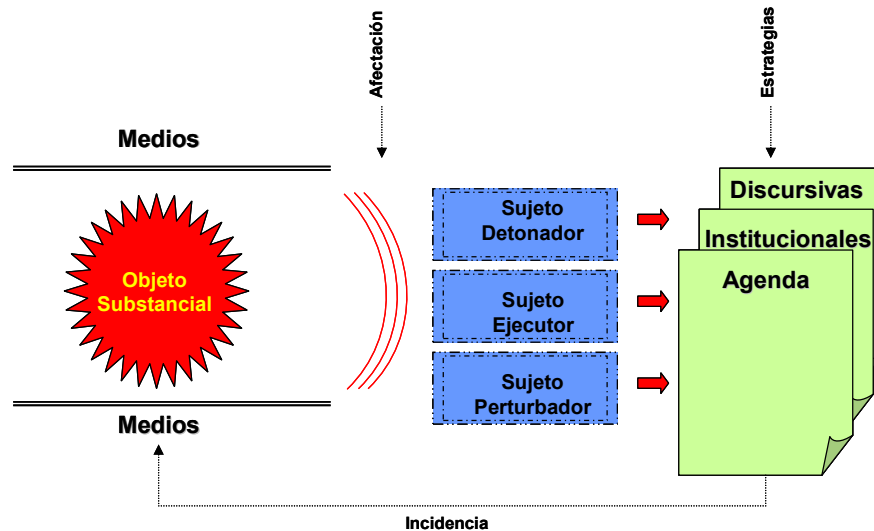 Afectación
Estrategias
Medios
Objeto
Substancial
Medios
Sujeto
Detonador
Sujeto
Ejecutor
Sujeto
Perturbador
Discursivas
Institucionales
Agenda
Incidencia